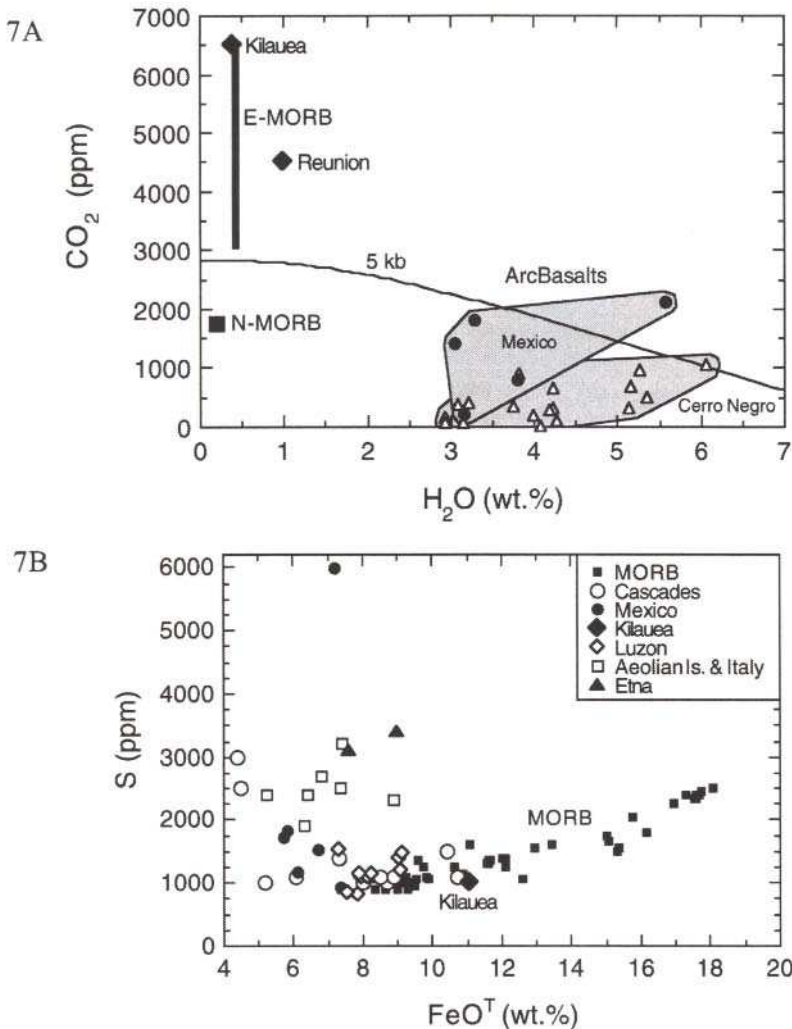 7A
7000
6000
5000
4000
3000
2000
1000
0
CO2 (ppm)
Kilauea
E-MORB
Reunion
5 kb
ArcBasalts
N-MORB
Mexico
Cerro Negro
0 1 2 3 4 5 6 7
H2O (wt.%)
7B
6000
5000
4000
3000
2000
1000
0
S (ppm)
MORB
Cascades
Mexico
Kilauea
Luzon
Aeolian Is. & Italy
Etna
MORB
Kilauea
4 6 8 10 12 14 16 18 20
FeO^T (wt.%)